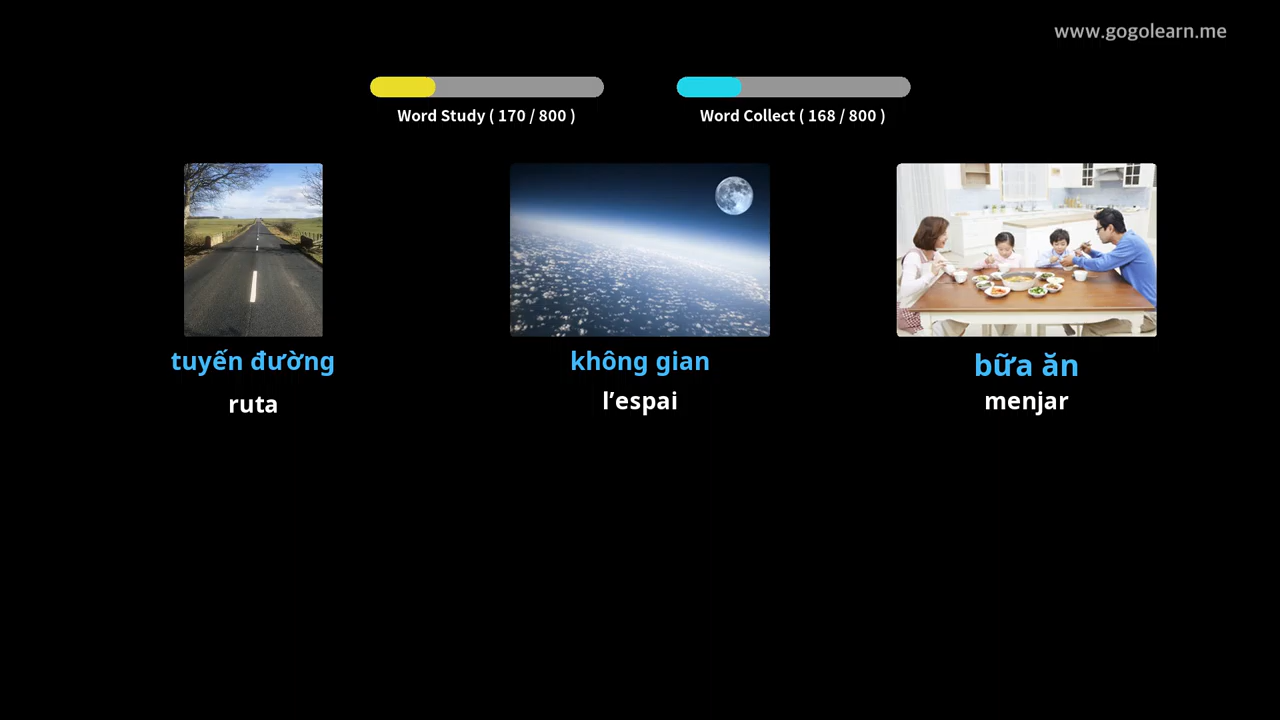 www.gogolearn.me
Word Study ( 170 / 800 )
Word Collect ( 168 / 800 )
tuyến đường
ruta
không gian
l’espai
bữa ăn
menjar